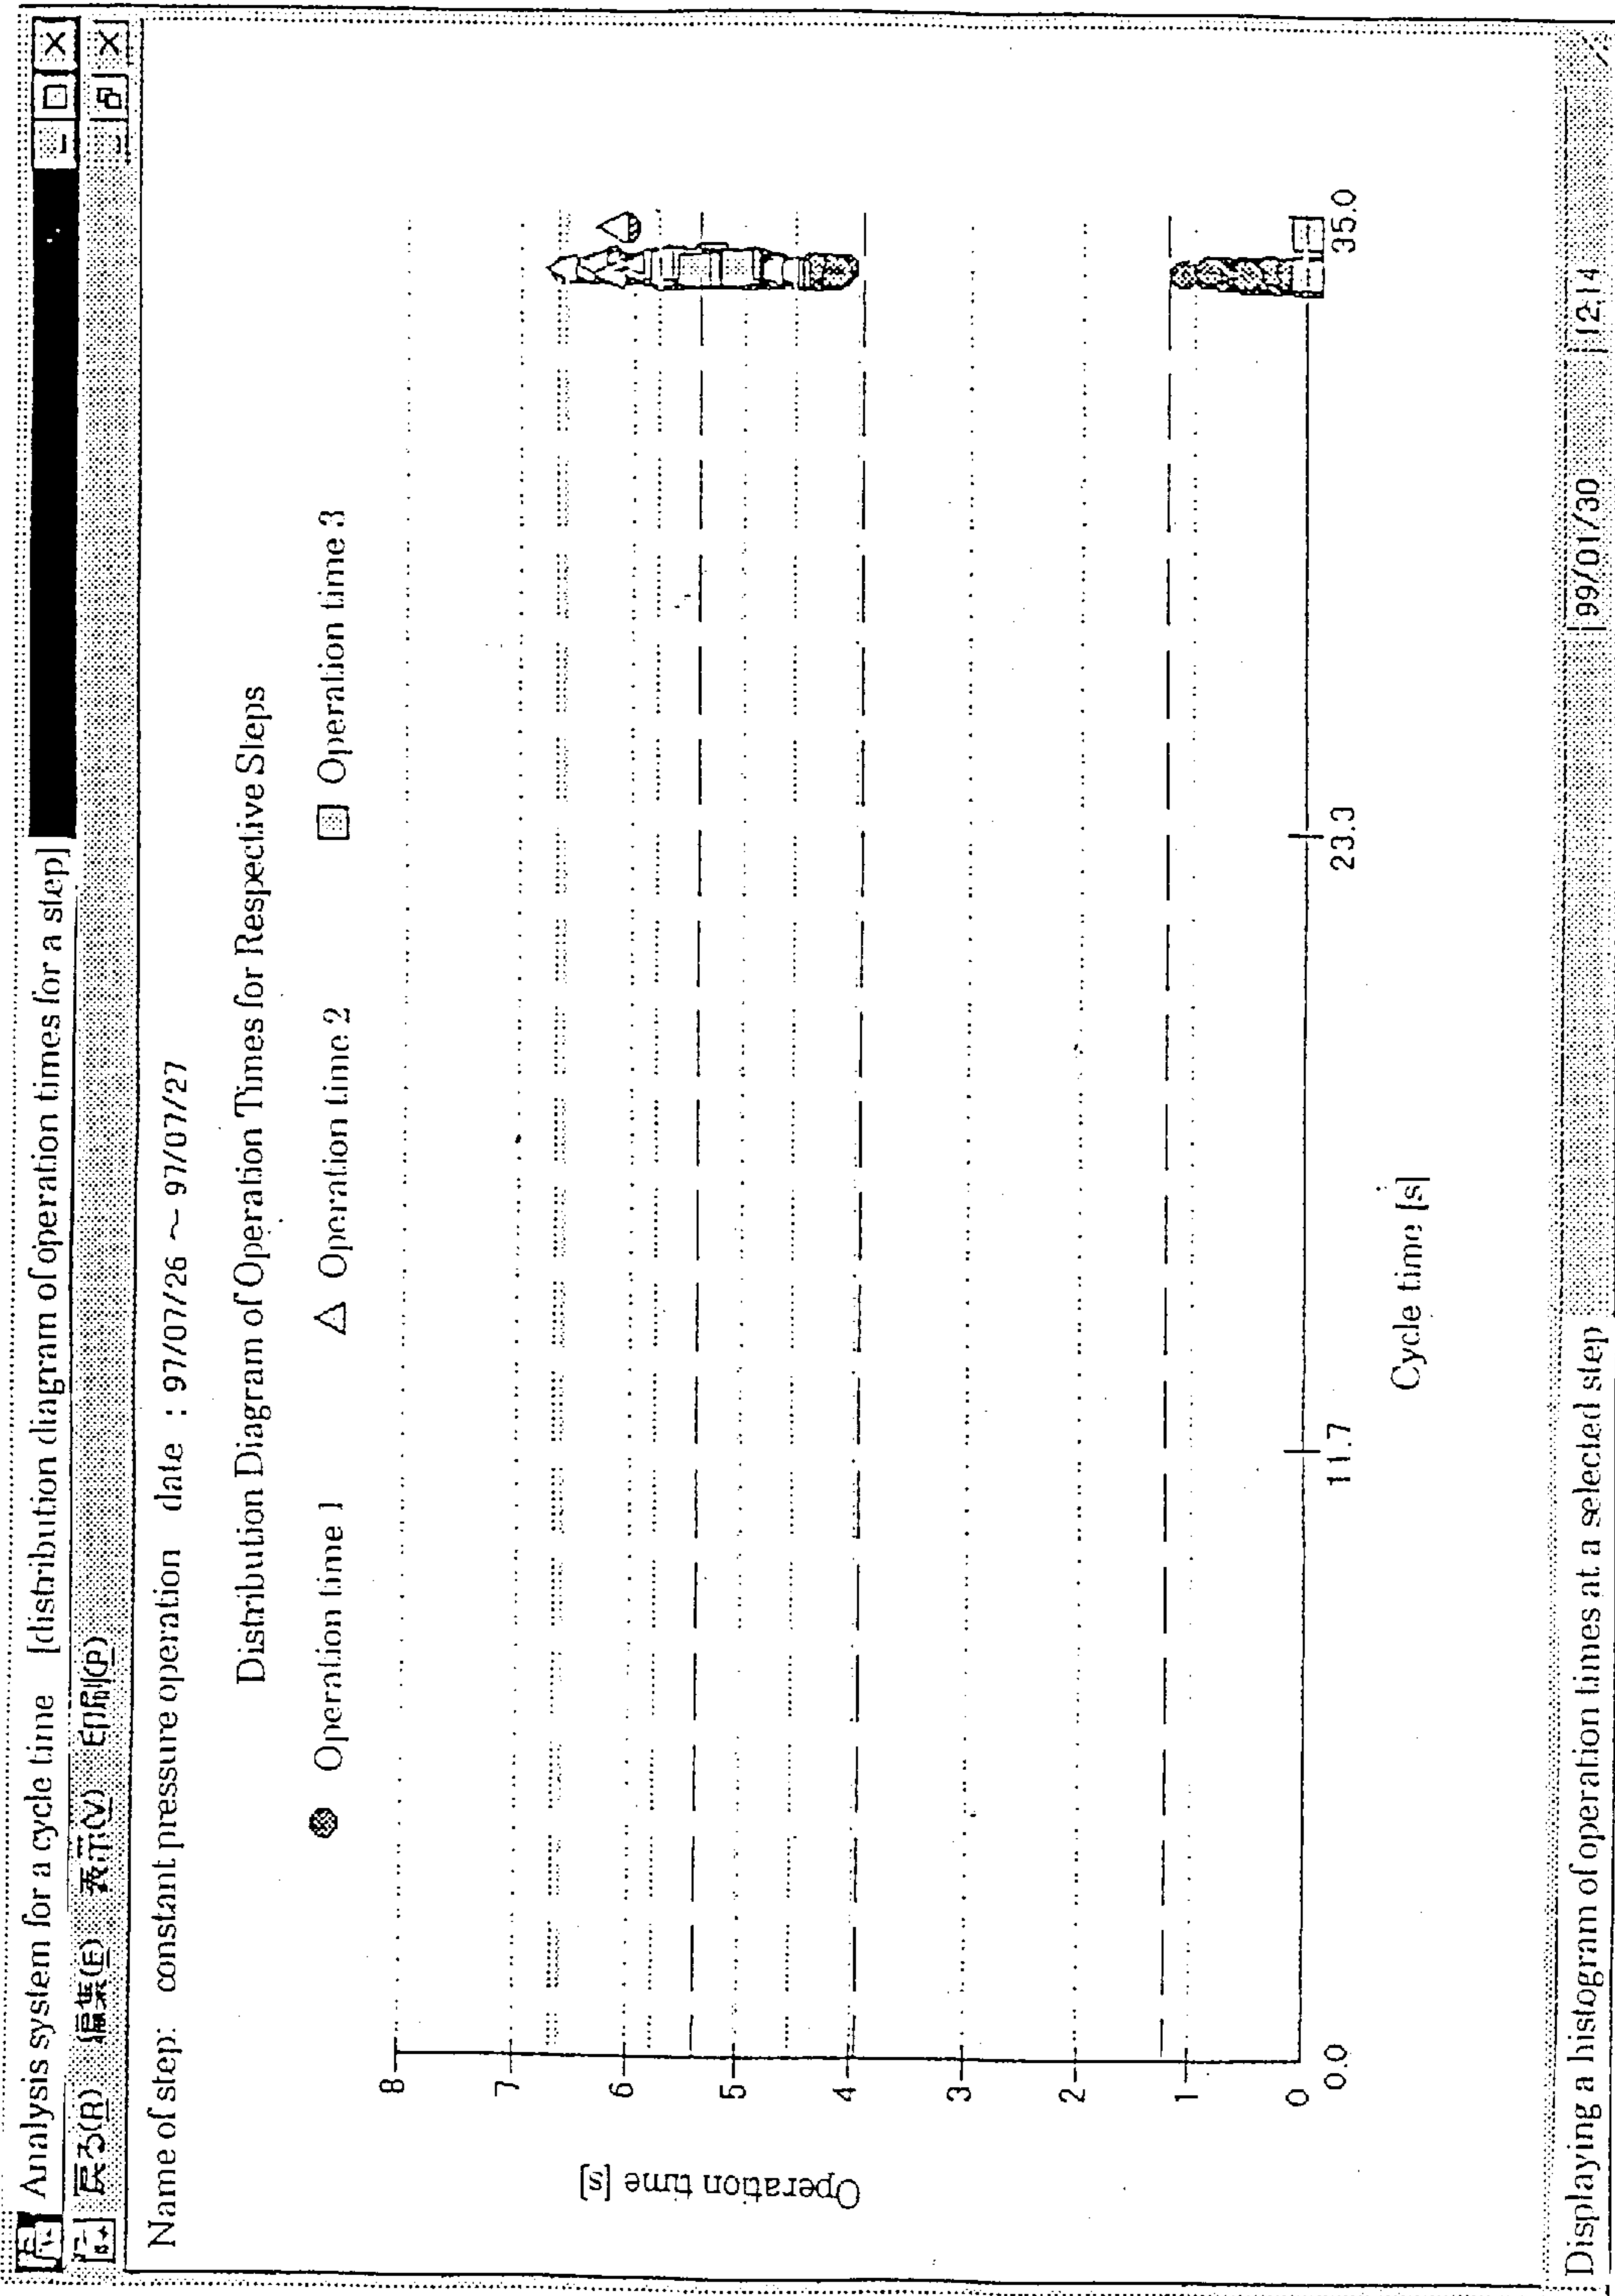 Analysis system for a cycle time [distribution diagram of operation times for a step]
戻る(R) 編集(E) 表示(V) 印刷(P)
Name of step: constant pressure operation date : 97/07/26 ~ 97/07/27
Distribution Diagram of Operation Times for Respective Steps
Operation time 1 Operation time 2 Operation time 3
8
7
6
5
4
3
2
1
0
Operation time [s]
0.0 11.7 23.3 35.0
Cycle time [s]
Displaying a histogram of operation times at a selected step 99/01/30 12:14